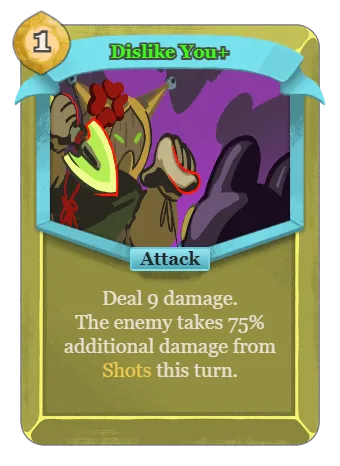 1
Dislike You+
Attack
Deal 9 damage.
The enemy takes 75%
additional damage from
Shots this turn.